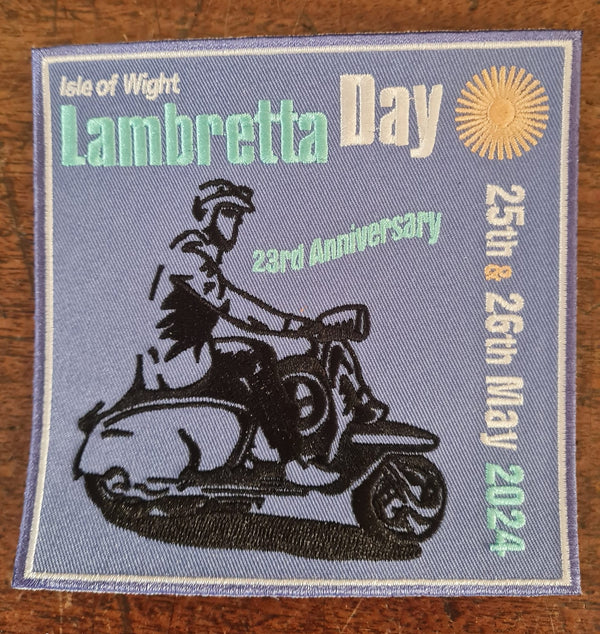 Isle of Wight
Lambretta Day
23rd Anniversary
25th & 26th May 2024